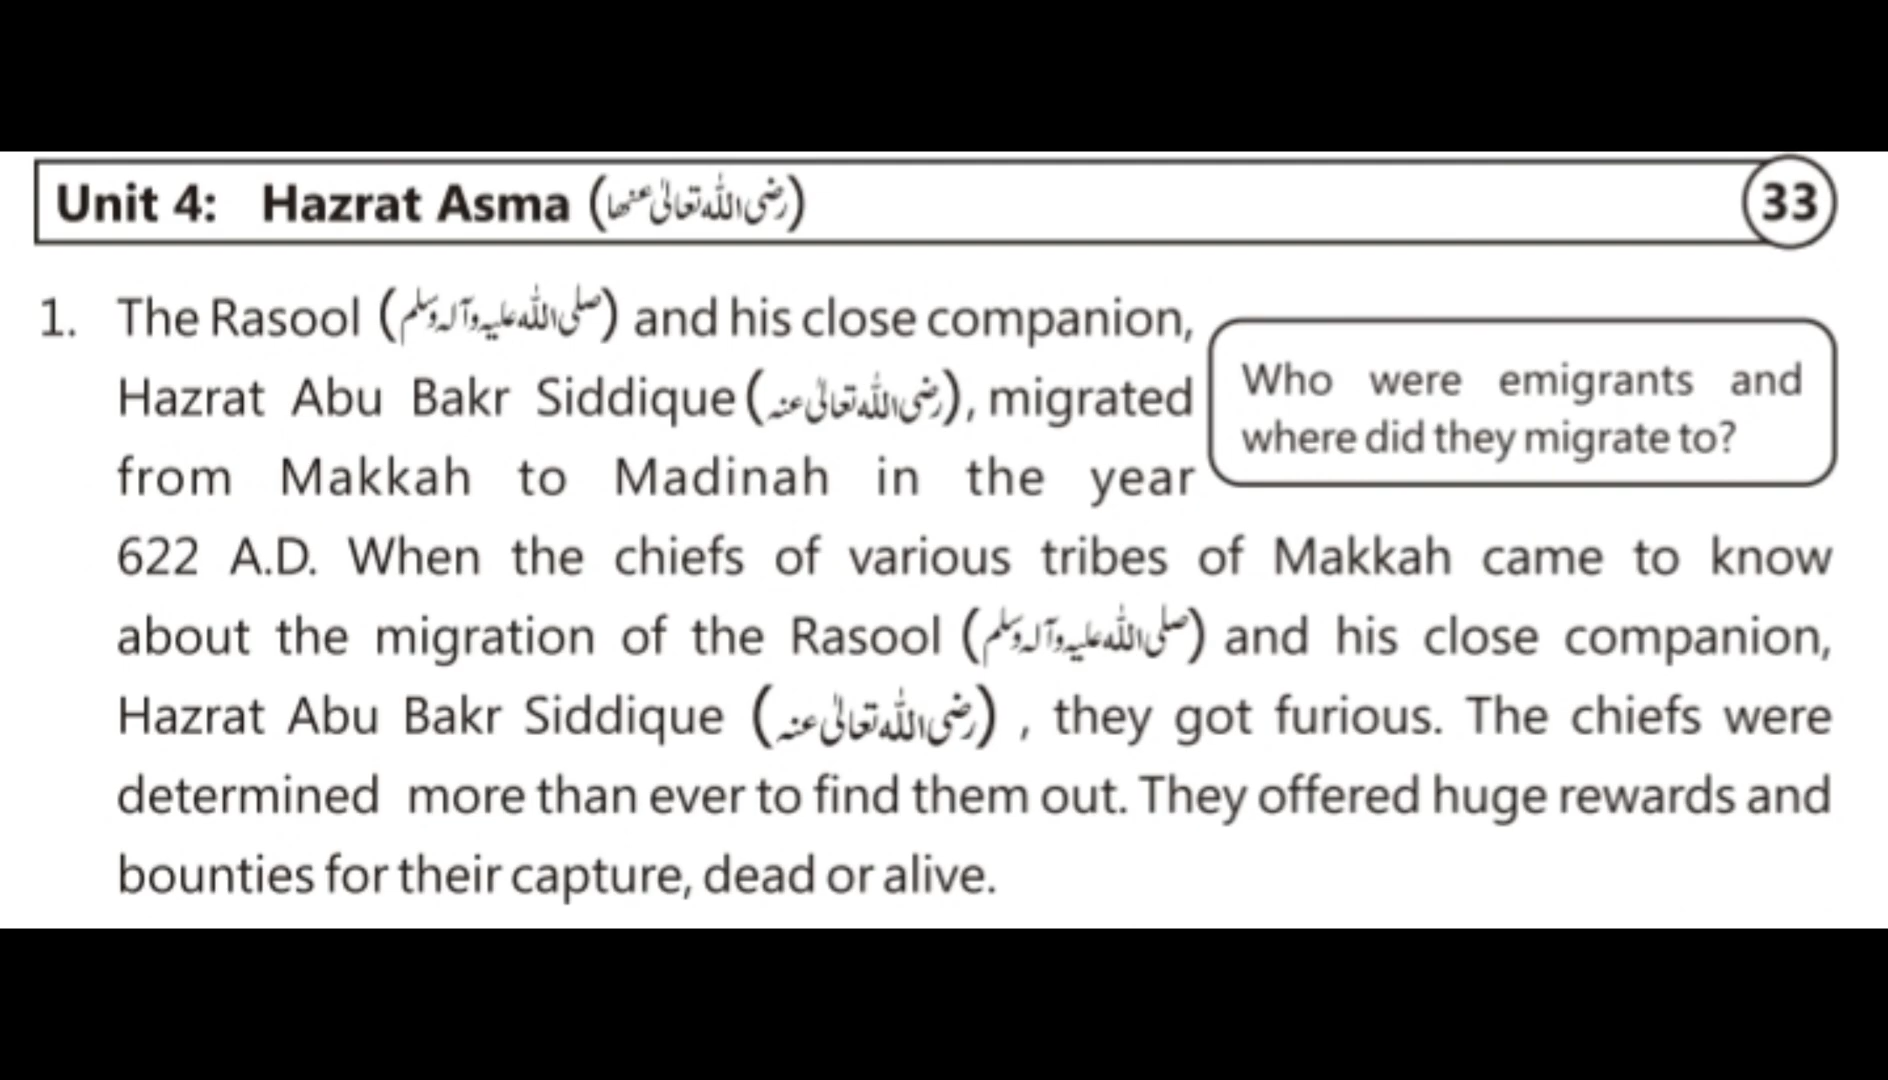 Unit 4: Hazrat Asma (رضی اللہ تعالیٰ عنھا)
33
1. The Rasool (صلی اللہ علیہ وآلہ وسلم) and his close companion,
Hazrat Abu Bakr Siddique (رضی اللہ تعالیٰ عنہ), migrated
from Makkah to Madinah in the year
Who were emigrants and
where did they migrate to?
622 A.D. When the chiefs of various tribes of Makkah came to know
about the migration of the Rasool (صلی اللہ علیہ وآلہ وسلم) and his close companion,
Hazrat Abu Bakr Siddique (رضی اللہ تعالیٰ عنہ) , they got furious. The chiefs were
determined more than ever to find them out. They offered huge rewards and
bounties for their capture, dead or alive.